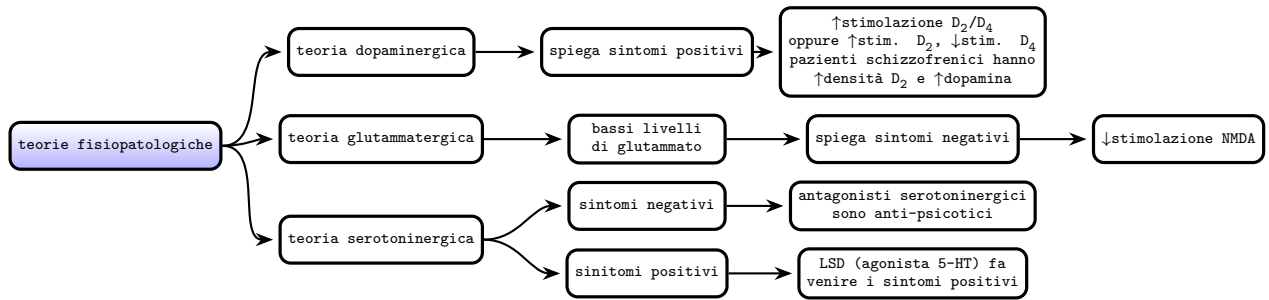 teorie fisiopatologiche
teoria dopaminergica
spiega sintomi positivi
↑stimolazione D₂/D₄
oppure ↑stim. D₂, ↓stim. D₄
pazienti schizzofrenici hanno
↑densità D₂ e ↑dopamina
teoria glutammatergica
bassi livelli
di glutammato
spiega sintomi negativi
↓stimolazione NMDA
teoria serotoninergica
sintomi negativi
antagonisti serotoninergici
sono anti-psicotici
sinitomi positivi
LSD (agonista 5-HT) fa
venire i sintomi positivi